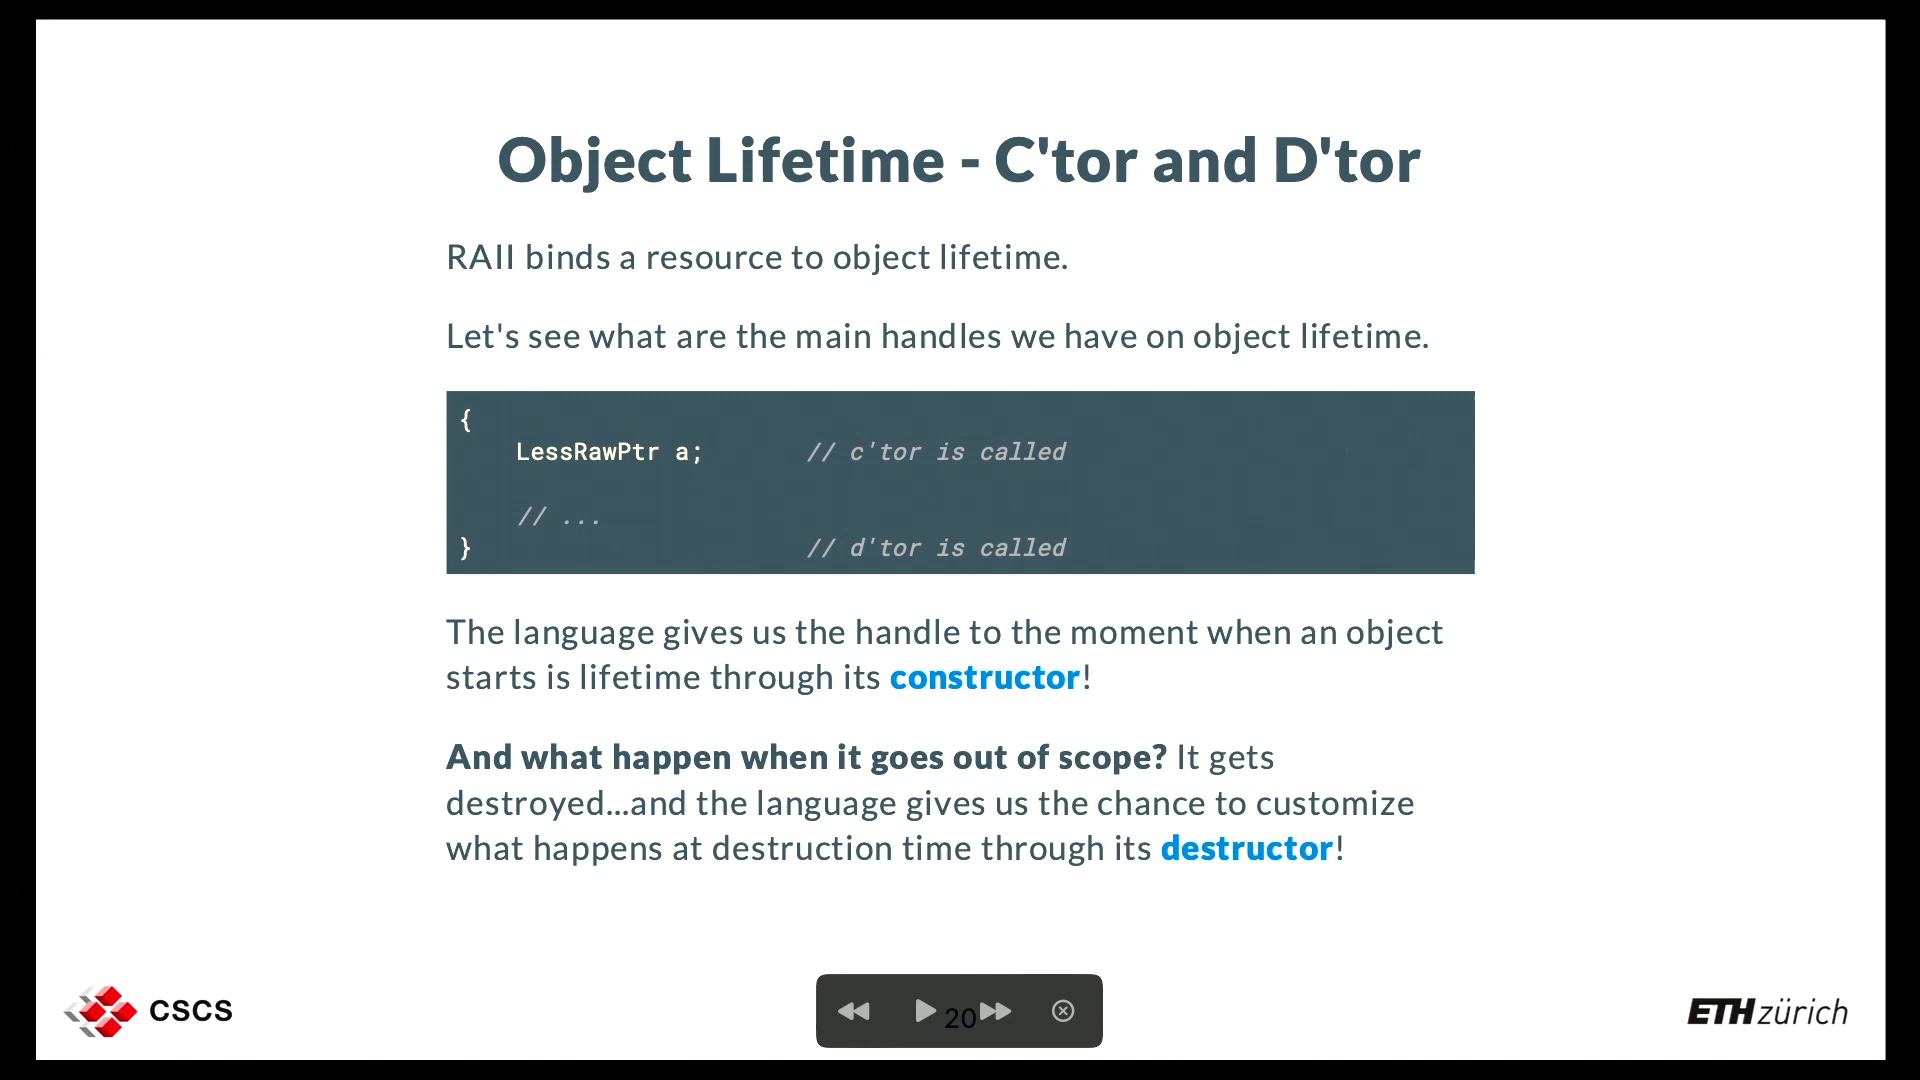 Object Lifetime - C'tor and D'tor
RAII binds a resource to object lifetime.
Let's see what are the main handles we have on object lifetime.
{
    LessRawPtr a;       // c'tor is called
    // ...
}                       // d'tor is called
The language gives us the handle to the moment when an object
starts is lifetime through its constructor!
And what happen when it goes out of scope? It gets
destroyed...and the language gives us the chance to customize
what happens at destruction time through its destructor!
CSCS
20
ETH zürich